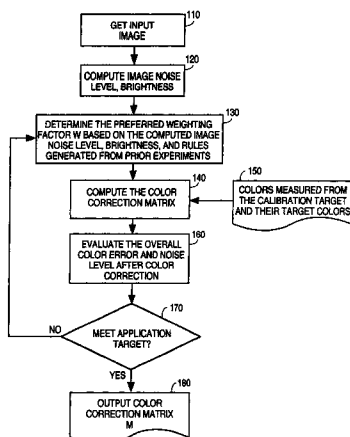 110
GET INPUT
IMAGE
120
COMPUTE IMAGE NOISE
LEVEL, BRIGHTNESS
130
DETERMINE THE PREFERRED WEIGHTING
FACTOR W BASED ON THE COMPUTED IMAGE
NOISE LEVEL, BRIGHTNESS, AND RULES
GENERATED FROM PRIOR EXPERIMENTS
140
COMPUTE THE COLOR
CORRECTION MATRIX
150
COLORS MEASURED FROM
THE CALIBRATION TARGET
AND THEIR TARGET COLORS
160
EVALUATE THE OVERALL
COLOR ERROR AND NOISE
LEVEL AFTER COLOR
CORRECTION
170
NO
MEET APPLICATION
TARGET?
YES
180
OUTPUT COLOR
CORRECTION MATRIX
M